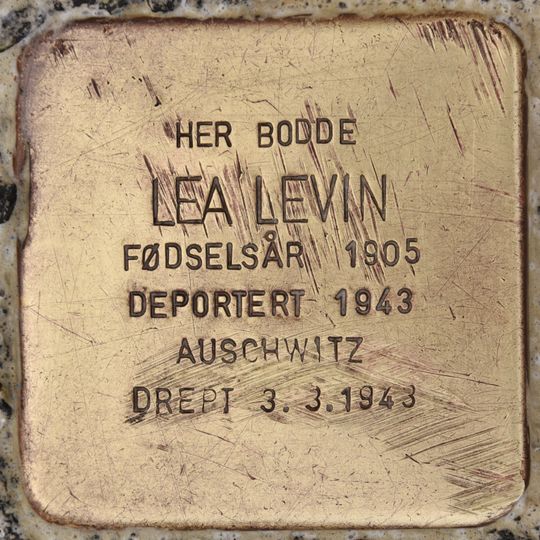 HER BODDE
LEA LEVIN
FØDSELSÅR 1905
DEPORTERT 1943
AUSCHWITZ
DREPT 3.3.1943